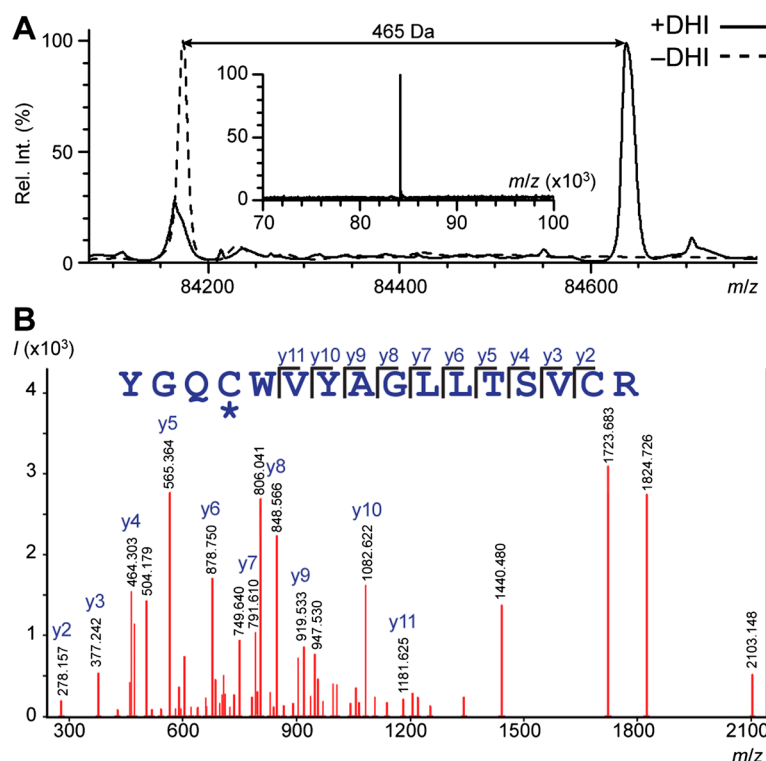 A
465 Da
+DHI
–DHI
Rel. Int. (%)
100
50
0
100
50
0
m/z (x10³)
70 80 90 100
84200 84400 84600 m/z
B
I (x10³)
4
3
2
1
0
y11 y10 y9 y8 y7 y6 y5 y4 y3 y2
Y G Q C W V Y A G L L T S V C R
*
y2
278.157
y3
377.242
y4
464.303
504.179
y5
565.364
y6
878.750
749.640
y7
791.610
806.041
y8
848.566
y9
919.533
947.530
y10
1082.622
y11
1181.625
1440.480
1723.683
1824.726
2103.148
300 600 900 1200 1500 1800 2100
m/z